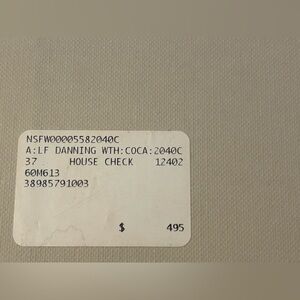 NSFW00005582040C
A:LF DANNING WTH:COCA:2040C
37 HOUSE CHECK 12402
60M613
38985791003
$ 495